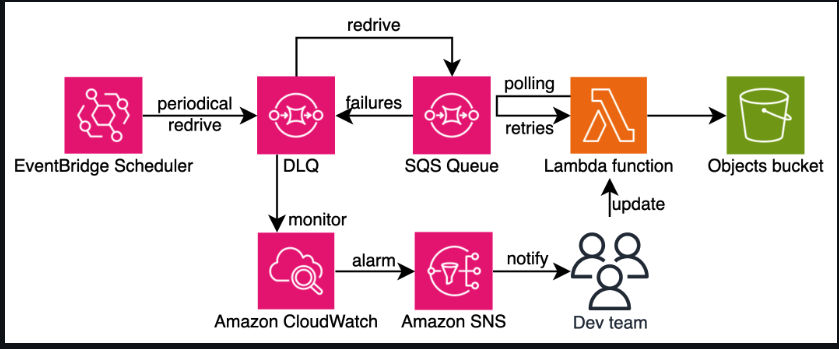 redrive
periodical
redrive
failures
polling
retries
EventBridge Scheduler
DLQ
SQS Queue
Lambda function
Objects bucket
monitor
update
alarm
notify
Amazon CloudWatch
Amazon SNS
Dev team